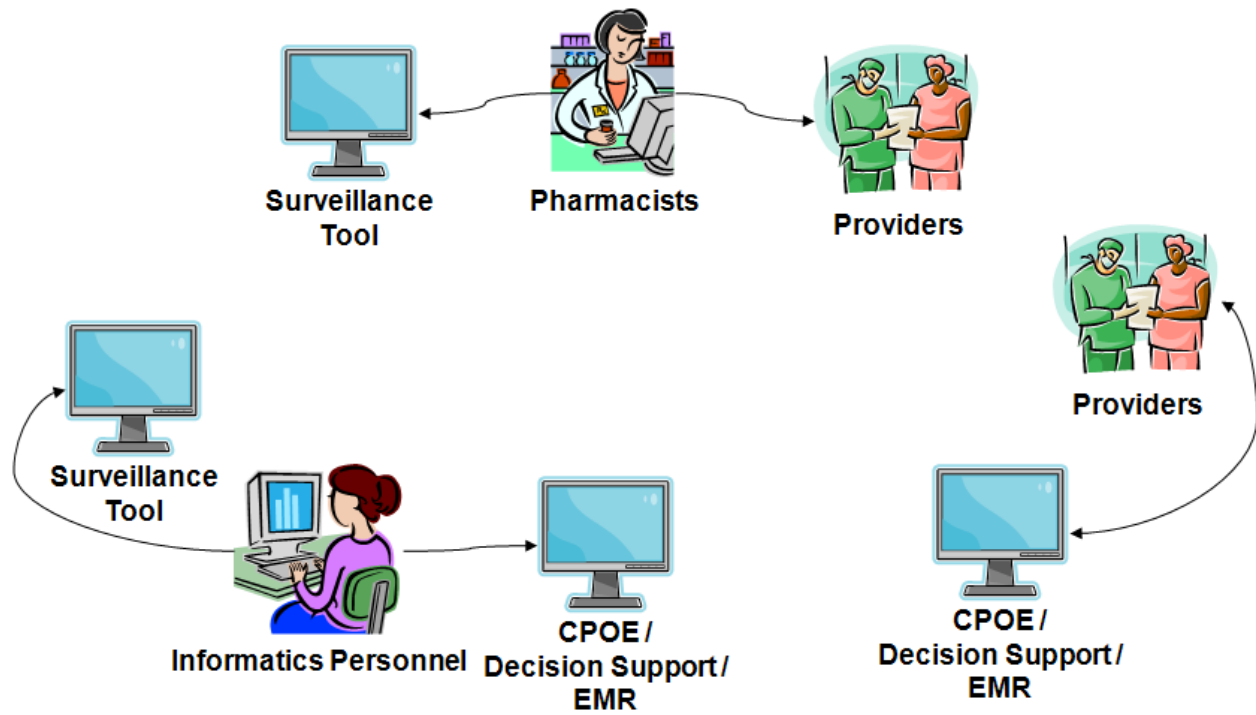 Surveillance
Tool
Pharmacists
Providers
Providers
Surveillance
Tool
Informatics Personnel
CPOE /
Decision Support /
EMR
CPOE /
Decision Support /
EMR